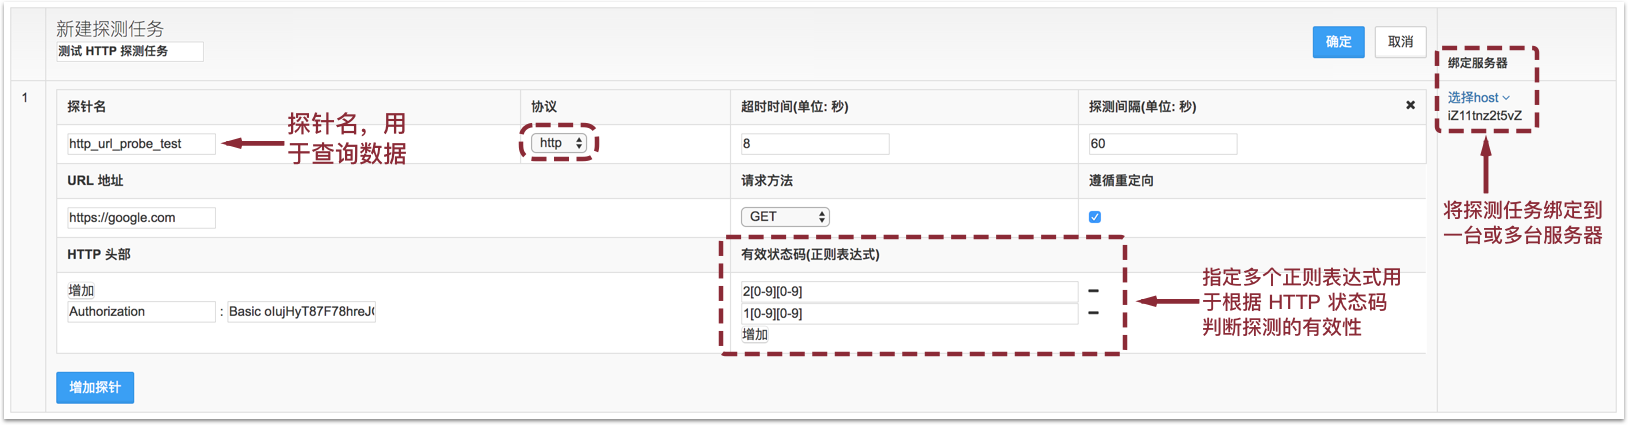 新建探测任务
测试 HTTP 探测任务
确定
取消
绑定服务器
1
探针名
协议
超时时间(单位: 秒)
探测间隔(单位: 秒)
选择host
iZ11tnz2t5vZ
http_url_probe_test
探针名，用
于查询数据
http
8
60
URL 地址
请求方法
遵循重定向
https://google.com
GET
将探测任务绑定到
一台或多台服务器
HTTP 头部
有效状态码(正则表达式)
增加
2[0-9][0-9]
Authorization
:
1[0-9][0-9]
增加
指定多个正则表达式用
于根据 HTTP 状态码
判断探测的有效性
增加探针